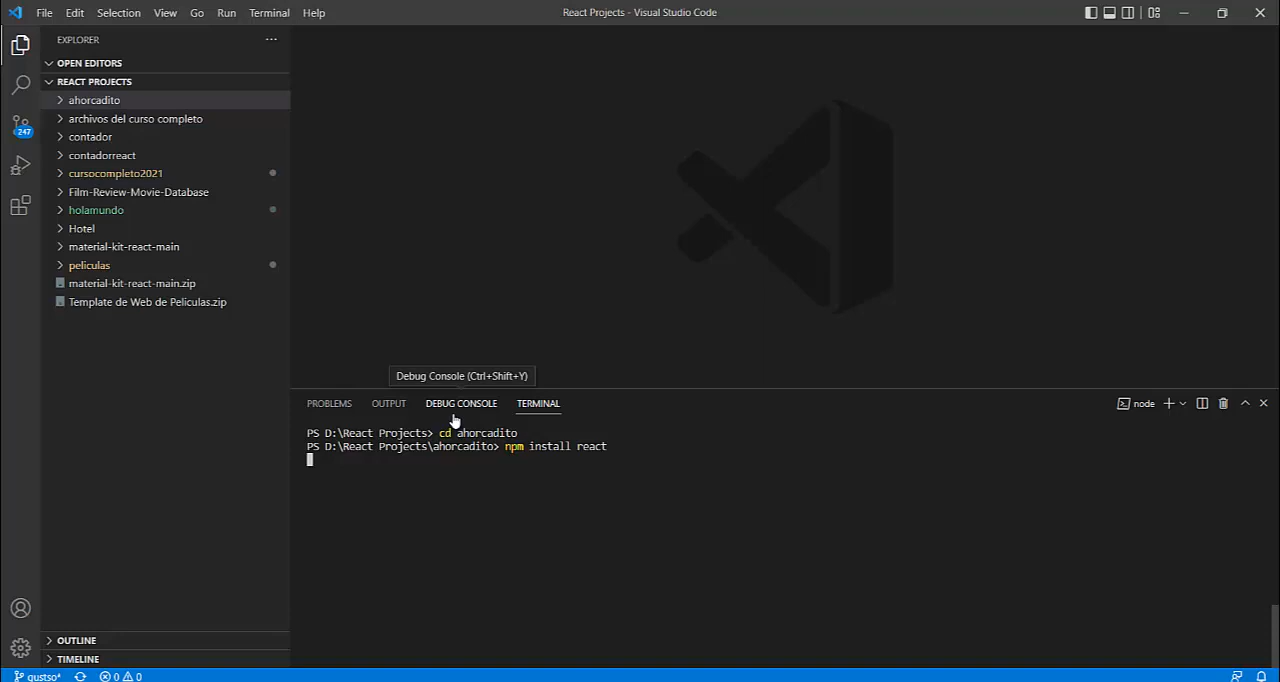 File Edit Selection View Go Run Terminal Help
React Projects - Visual Studio Code
EXPLORER
OPEN EDITORS
REACT PROJECTS
ahorcadito
archivos del curso completo
contador
contadorreact
cursocompleto2021
Film-Review-Movie-Database
holamundo
Hotel
material-kit-react-main
peliculas
material-kit-react-main.zip
Template de Web de Peliculas.zip
247
OUTLINE
TIMELINE
Debug Console (Ctrl+Shift+Y)
PROBLEMS OUTPUT DEBUG CONSOLE TERMINAL
node
PS D:\React Projects> cd ahorcadito
PS D:\React Projects\ahorcadito> npm install react
gustso* 0 0